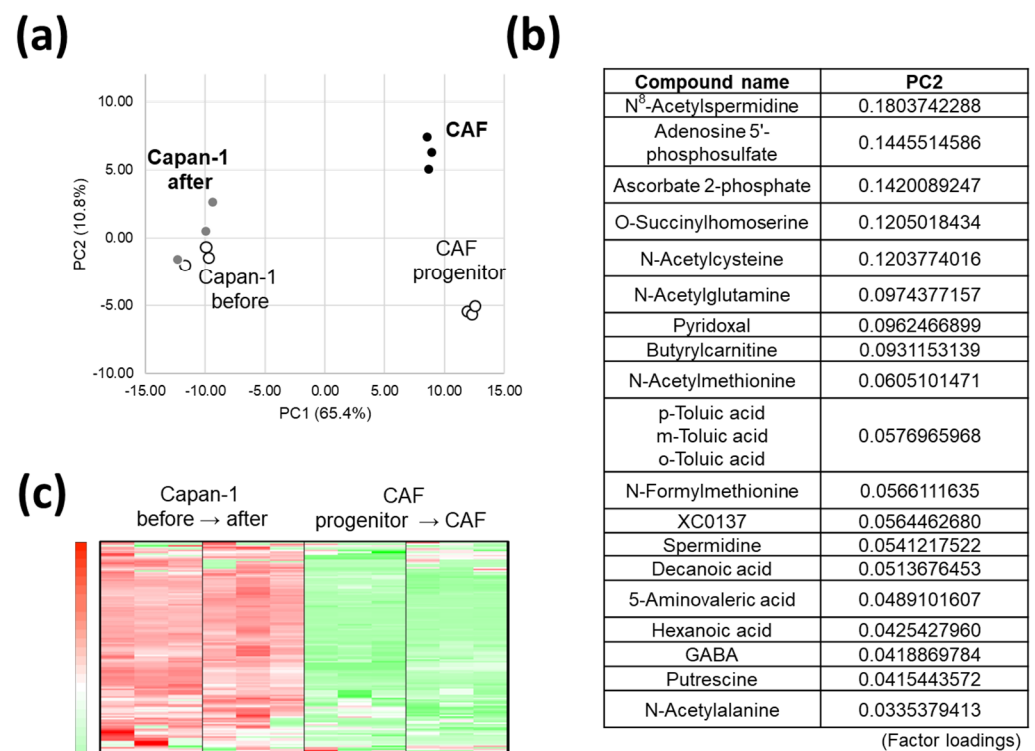 (a)
10.00
5.00
0.00
-5.00
-10.00
-15.00 -10.00 -5.00 0.00 5.00 10.00 15.00
PC2 (10.8%)
PC1 (65.4%)
Capan-1
after
Capan-1
before
CAF
CAF
progenitor
(b)
Compound name PC2
N8-Acetylspermidine 0.1803742288
Adenosine 5'-
phosphosulfate 0.1445514586
Ascorbate 2-phosphate 0.1420089247
O-Succinylhomoserine 0.1205018434
N-Acetylcysteine 0.1203774016
N-Acetylglutamine 0.0974377157
Pyridoxal 0.0962466899
Butyrylcarnitine 0.0931153139
N-Acetylmethionine 0.0605101471
p-Toluic acid
m-Toluic acid 0.0576965968
o-Toluic acid
N-Formylmethionine 0.0566111635
XC0137 0.0564462680
Spermidine 0.0541217522
Decanoic acid 0.0513676453
5-Aminovaleric acid 0.0489101607
Hexanoic acid 0.0425427960
GABA 0.0418869784
Putrescine 0.0415443572
N-Acetylalanine 0.0335379413
(Factor loadings)
(c)
Capan-1
before → after
CAF
progenitor → CAF